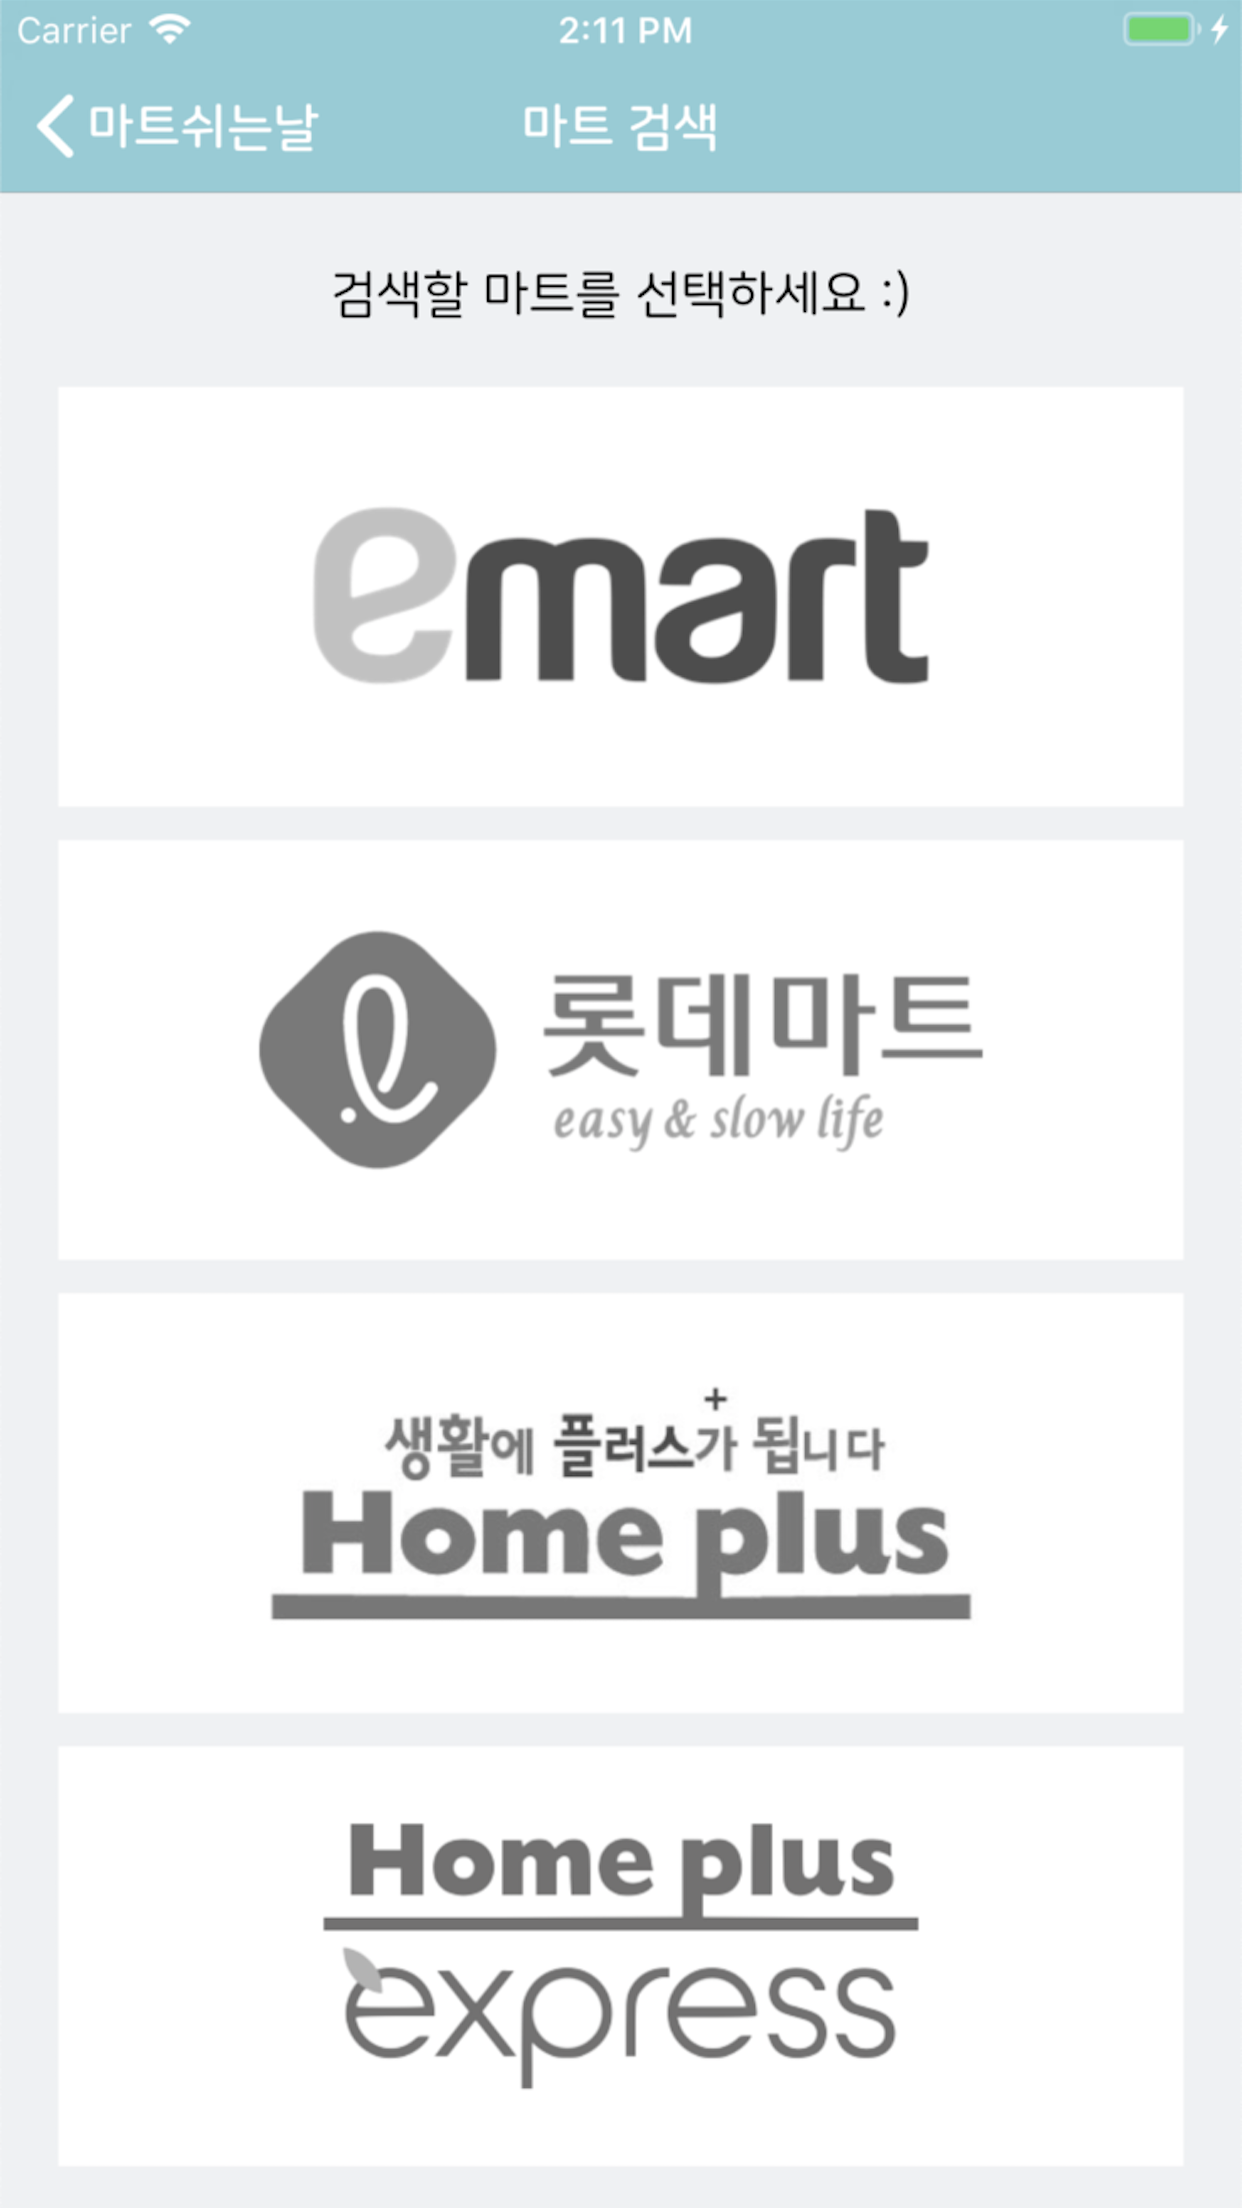 Carrier 2:11 PM
마트쉬는날 마트 검색
검색할 마트를 선택하세요 :)
emart
롯데마트
easy & slow life
생활에 플러스가 됩니다
Home plus
Home plus
express